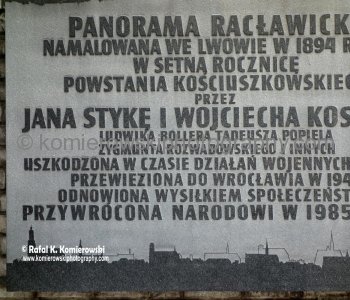 PANORAMA RACŁAWICK
NAMALOWANA WE LWOWIE W 1894 R
W SETNĄ ROCZNICĘ
POWSTANIA KOŚCIUSZKOWSKIE
PRZEZ
JANA STYKĘ I WOJCIECHA KOS
© komie
LUDWIKA BOLLERA TADEUSZA POPIELA
ZYGMUNTA ROZWADOWSKIEGO I INNYCH
USZKODZONA W CZASIE DZIAŁAŃ WOJENNYCH
PRZEWIEZIONA DO WROCŁAWIA W 194
ODNOWIONA WYSIŁKIEM SPOŁECZEŃST
PRZYWRÓCONA NARODOWI W 1985
© Rafał K. Komierowski
www.komierowskiphotography.com